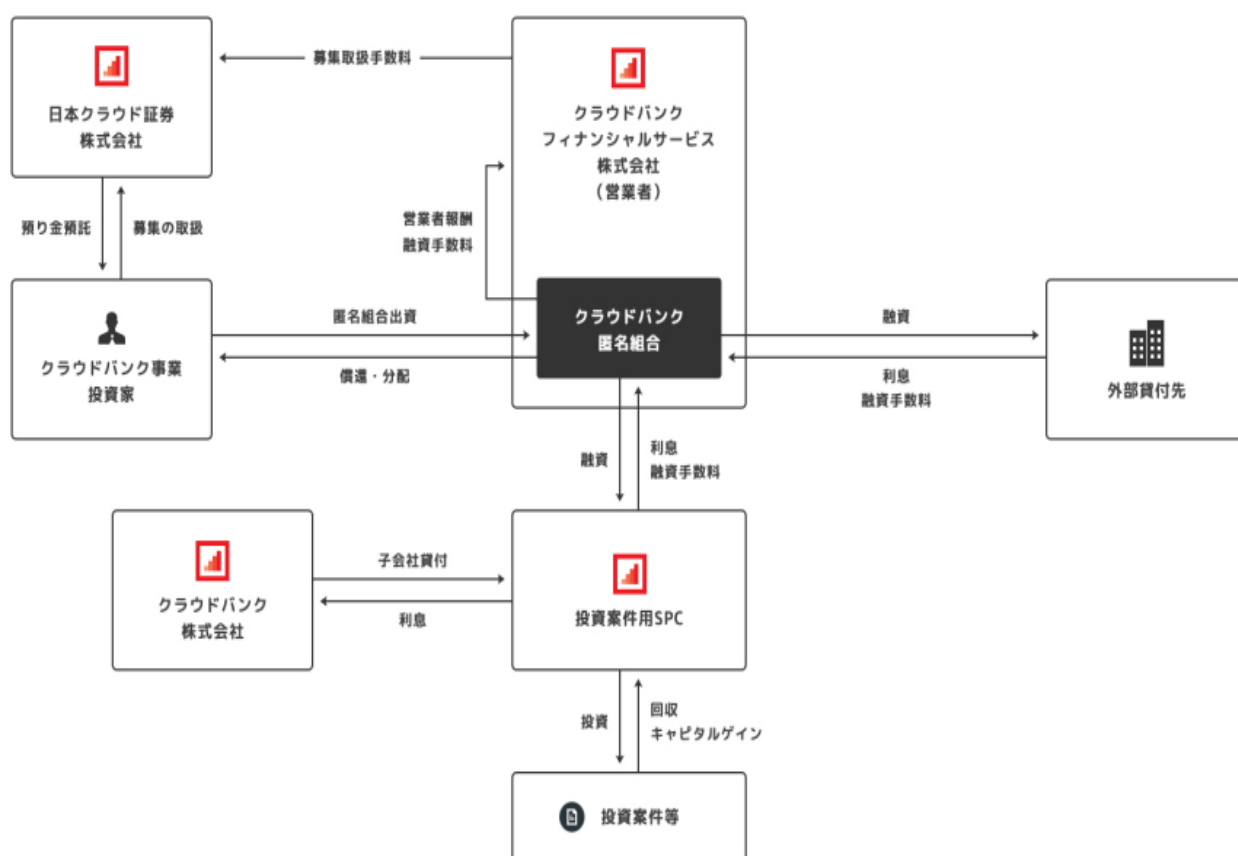 日本クラウド証券
株式会社
募集取扱手数料
クラウドバンク
フィナンシャルサービス
株式会社
（営業者）
預り金預託
募集の取扱
営業者報酬
融資手数料
クラウドバンク事業
投資家
匿名組合出資
償還・分配
クラウドバンク
匿名組合
融資
利息
融資手数料
外部貸付先
融資
利息
融資手数料
クラウドバンク
株式会社
子会社貸付
利息
投資案件用SPC
投資
回収
キャピタルゲイン
投資案件等